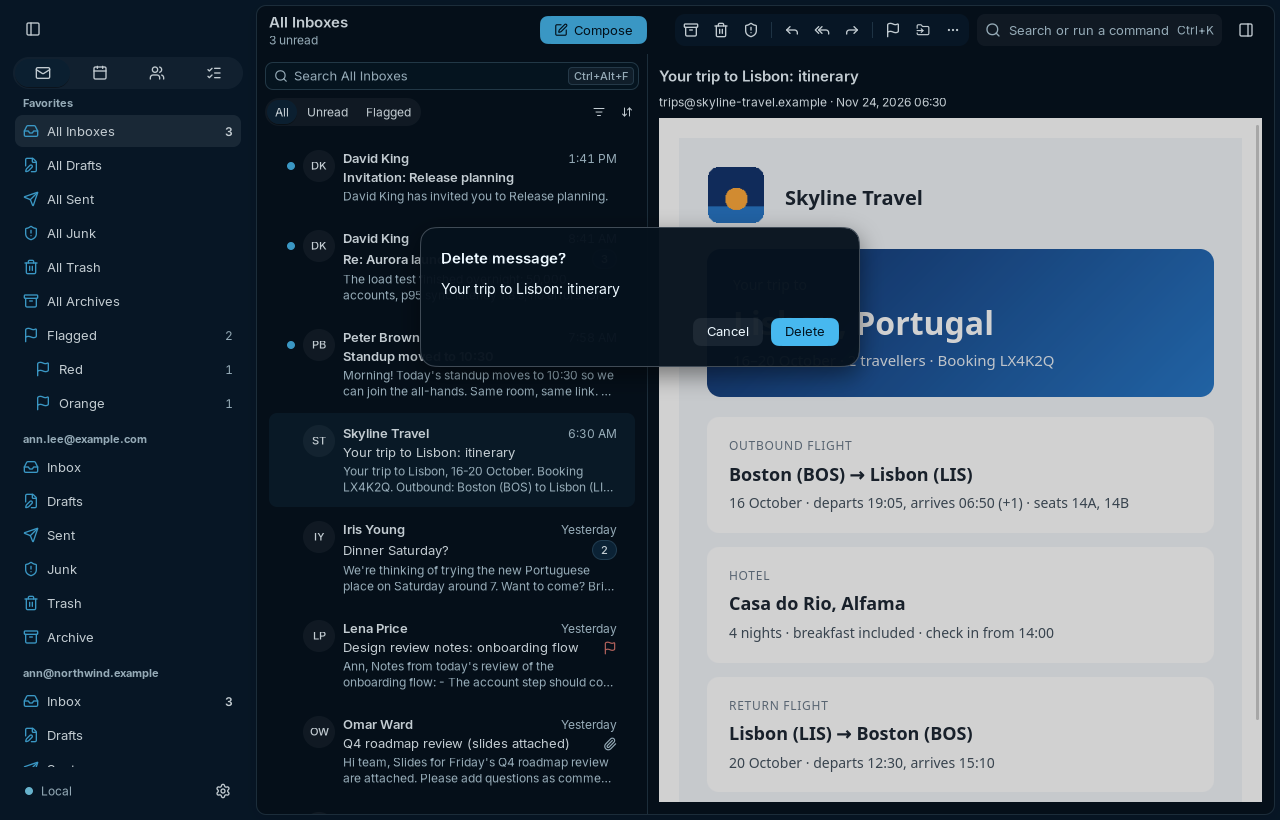 All Inboxes
3 unread
Compose
Search or run a command
Ctrl+K
Favorites
All Inboxes
3
All Drafts
All Sent
All Junk
All Trash
All Archives
Flagged
2
Red
1
Orange
1
ann.lee@example.com
Inbox
Drafts
Sent
Junk
Trash
Archive
ann@northwind.example
Inbox
3
Drafts
Local
Search All Inboxes
Ctrl+Alt+F
All
Unread
Flagged
DK
David King
1:41 PM
Invitation: Release planning
David King has invited you to Release planning.
DK
David King
Re: Aurora
The load test
accounts, p95
PB
Peter Brown
Standup moved to 10:30
Morning! Today's standup moves to 10:30 so we
can join the all-hands. Same room, same link. ...
ST
Skyline Travel
6:30 AM
Your trip to Lisbon: itinerary
Your trip to Lisbon, 16-20 October. Booking
LX4K2Q. Outbound: Boston (BOS) to Lisbon (LI...
IY
Iris Young
Yesterday
Dinner Saturday?
2
We're thinking of trying the new Portuguese
place on Saturday around 7. Want to come? Bri...
LP
Lena Price
Yesterday
Design review notes: onboarding flow
Ann, Notes from today's review of the
onboarding flow: - The account step should co...
OW
Omar Ward
Yesterday
Q4 roadmap review (slides attached)
Hi team, Slides for Friday's Q4 roadmap review
are attached. Please add questions as comme...
Delete message?
Your trip to Lisbon: itinerary
Cancel
Delete
Your trip to Lisbon: itinerary
trips@skyline-travel.example · Nov 24, 2026 06:30
Skyline Travel
Your trip to
Portugal
travellers · Booking LX4K2Q
OUTBOUND FLIGHT
Boston (BOS) → Lisbon (LIS)
16 October · departs 19:05, arrives 06:50 (+1) · seats 14A, 14B
HOTEL
Casa do Rio, Alfama
4 nights · breakfast included · check in from 14:00
RETURN FLIGHT
Lisbon (LIS) → Boston (BOS)
20 October · departs 12:30, arrives 15:10